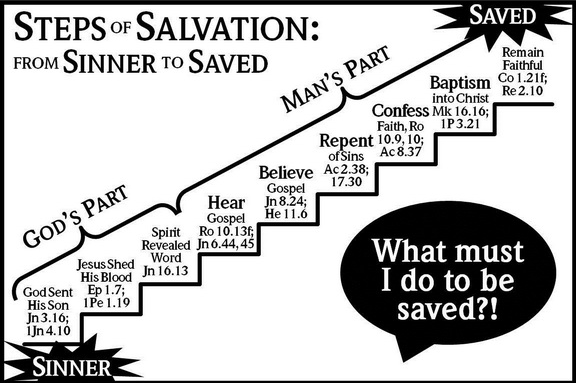 STEPS OF SALVATION:
FROM SINNER TO SAVED
SAVED
MAN'S PART
GOD'S PART
God Sent
His Son
Jn 3.16;
1Jn 4.10
Jesus Shed
His Blood
Ep 1.7;
1Pe 1.19
Spirit
Revealed
Word
Jn 16.13
Hear
Gospel
Ro 10.13f;
Jn 6.44,45
Believe
Gospel
Jn 8.24;
He 11.6
Repent
of Sins
Ac 2.38;
17.30
Confess
Faith, Ro
10.9, 10;
Ac 8.37
Baptism
into Christ
Mk 16.16;
1P 3.21
Remain
Faithful
Co 1.21f;
Re 2.10
What must
I do to be
saved?!
SINNER